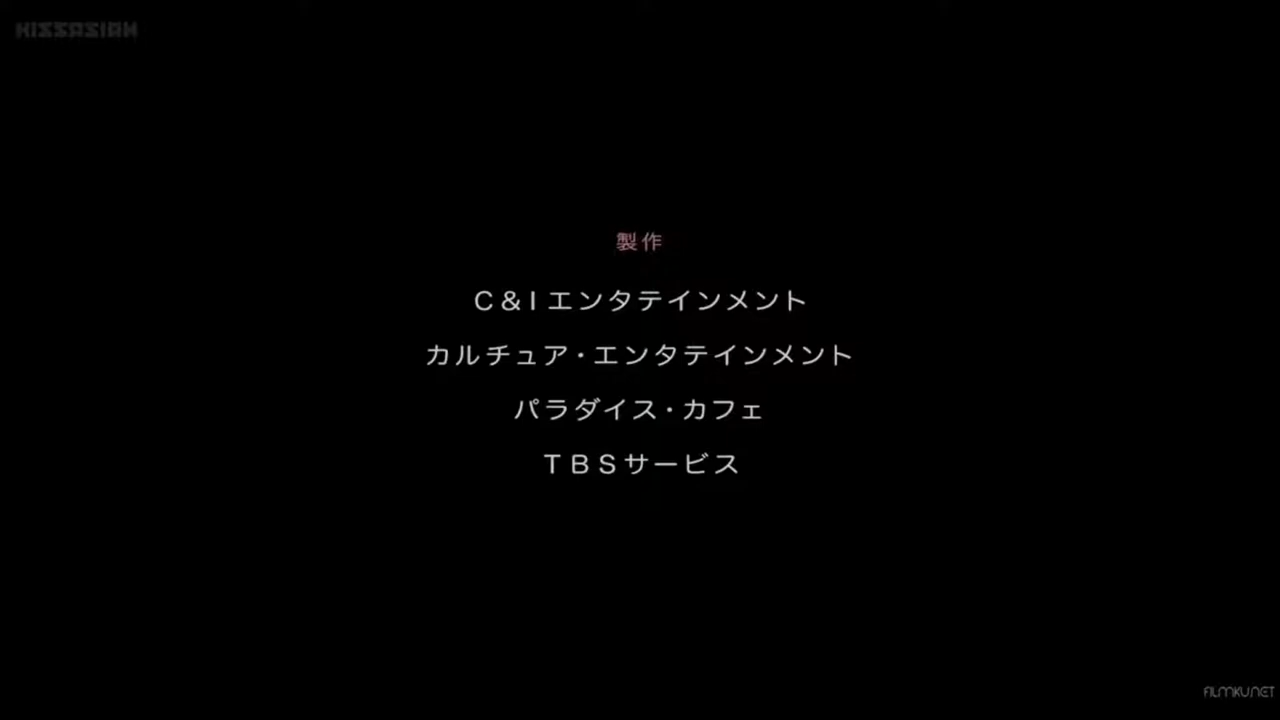 KISSASIAN
製作
C&Iエンタテインメント
カルチュア・エンタテインメント
パラダイス・カフェ
TBSサービス
FILMKU.NET